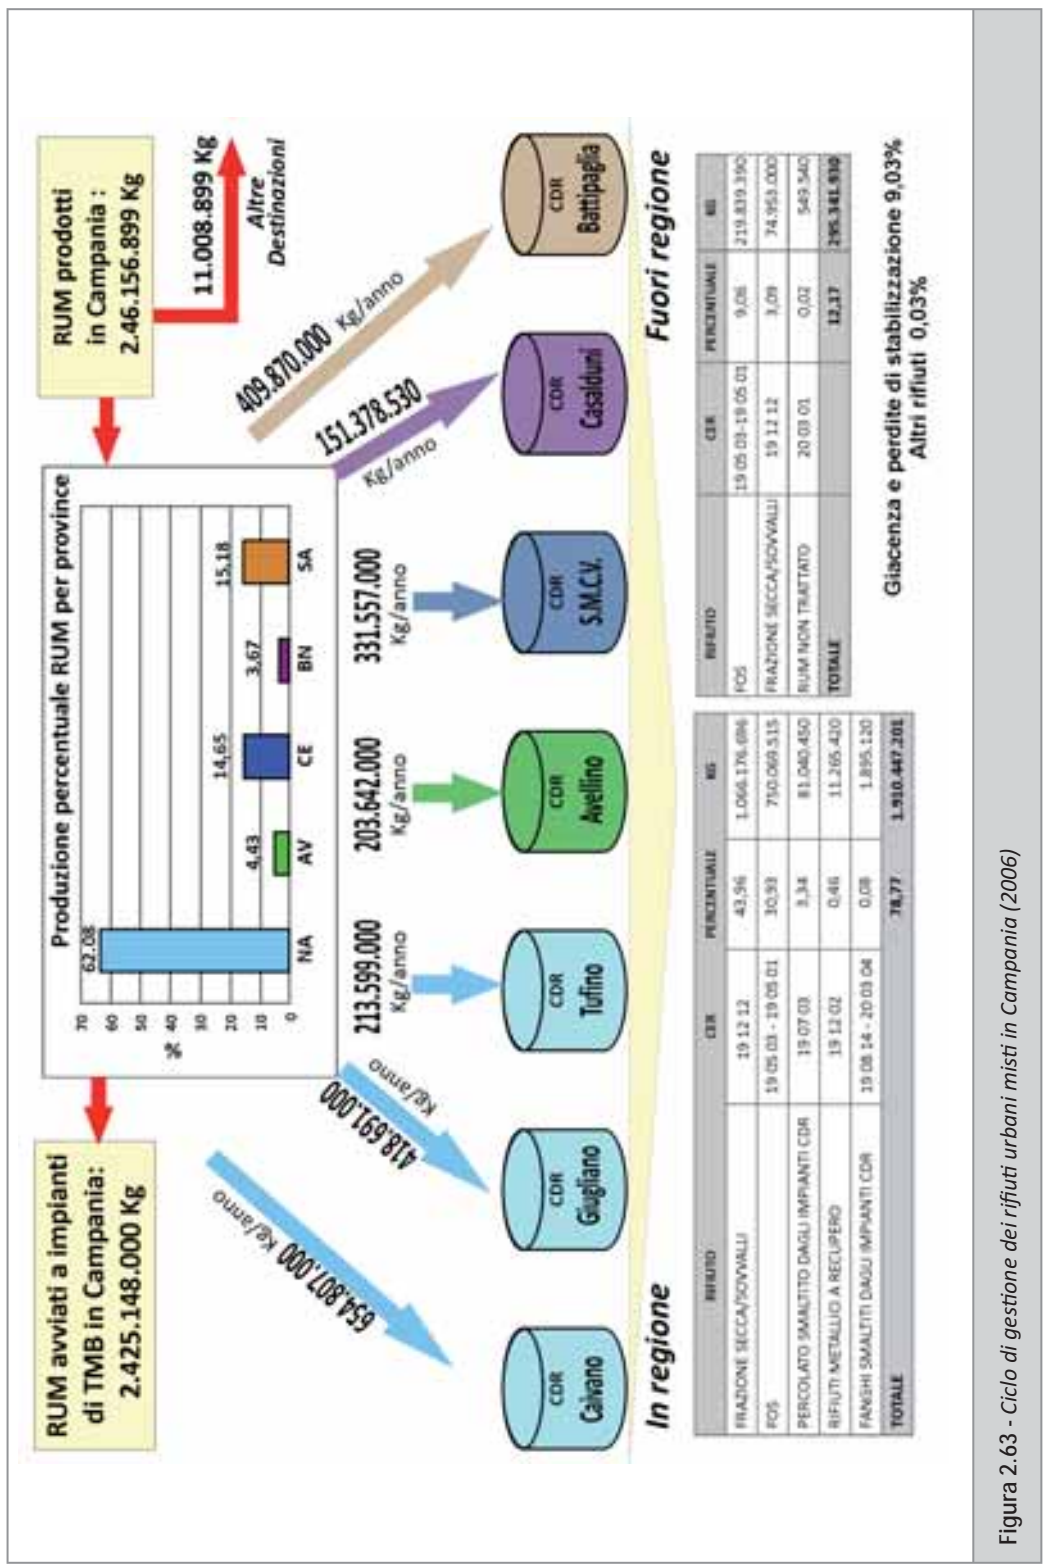 RUM avviati a impianti
di TMB in Campania:
2.425.148.000 Kg
RUM prodotti
in Campania :
2.46.156.899 Kg
11.008.899 Kg
Altre
Destinazioni
Produzione percentuale RUM per province
%
70
60
50
40
30
20
10
0
62.08
4,43
14,65
3,67
15,18
NA
AV
CE
BN
SA
654.807.000 Kg/anno
418.691.000
Kg/anno
213.599.000
Kg/anno
203.642.000
Kg/anno
331.557.000
Kg/anno
151.378.530
Kg/anno
409.870.000 Kg/anno
CDR
Caivano
CDR
Giugliano
CDR
Tufino
CDR
Avellino
CDR
S.M.C.V.
CDR
Casalduni
CDR
Battipaglia
In regione
RIFIUTO CER PERCENTUALE KG
FRAZIONE SECCA/SOVVALLI 19 12 12 43,96 1.066.176.696
FOS 19 05 03 - 19 05 01 30,93 750.069.515
PERCOLATO SMALTITO DAGLI IMPIANTI CDR 19 07 03 3,34 81.040.450
RIFIUTI METALLICI A RECUPERO 19 12 02 0,46 11.265.420
FANGHI SMALTITI DAGLI IMPIANTI CDR 19 08 14 - 20 03 04 0,08 1.895.120
TOTALE 78,77 1.910.447.201
Fuori regione
RIFIUTO CER PERCENTUALE KG
FOS 19 05 03-19 05 01 9,06 219.839.390
FRAZIONE SECCA/SOVVALLI 19 12 12 3,09 74.953.000
RUM NON TRATTATO 20 03 01 0,02 549.540
TOTALE 12,17 295.341.930
Giacenza e perdite di stabilizzazione 9,03%
Altri rifiuti 0,03%
Figura 2.63 - Ciclo di gestione dei rifiuti urbani misti in Campania (2006)